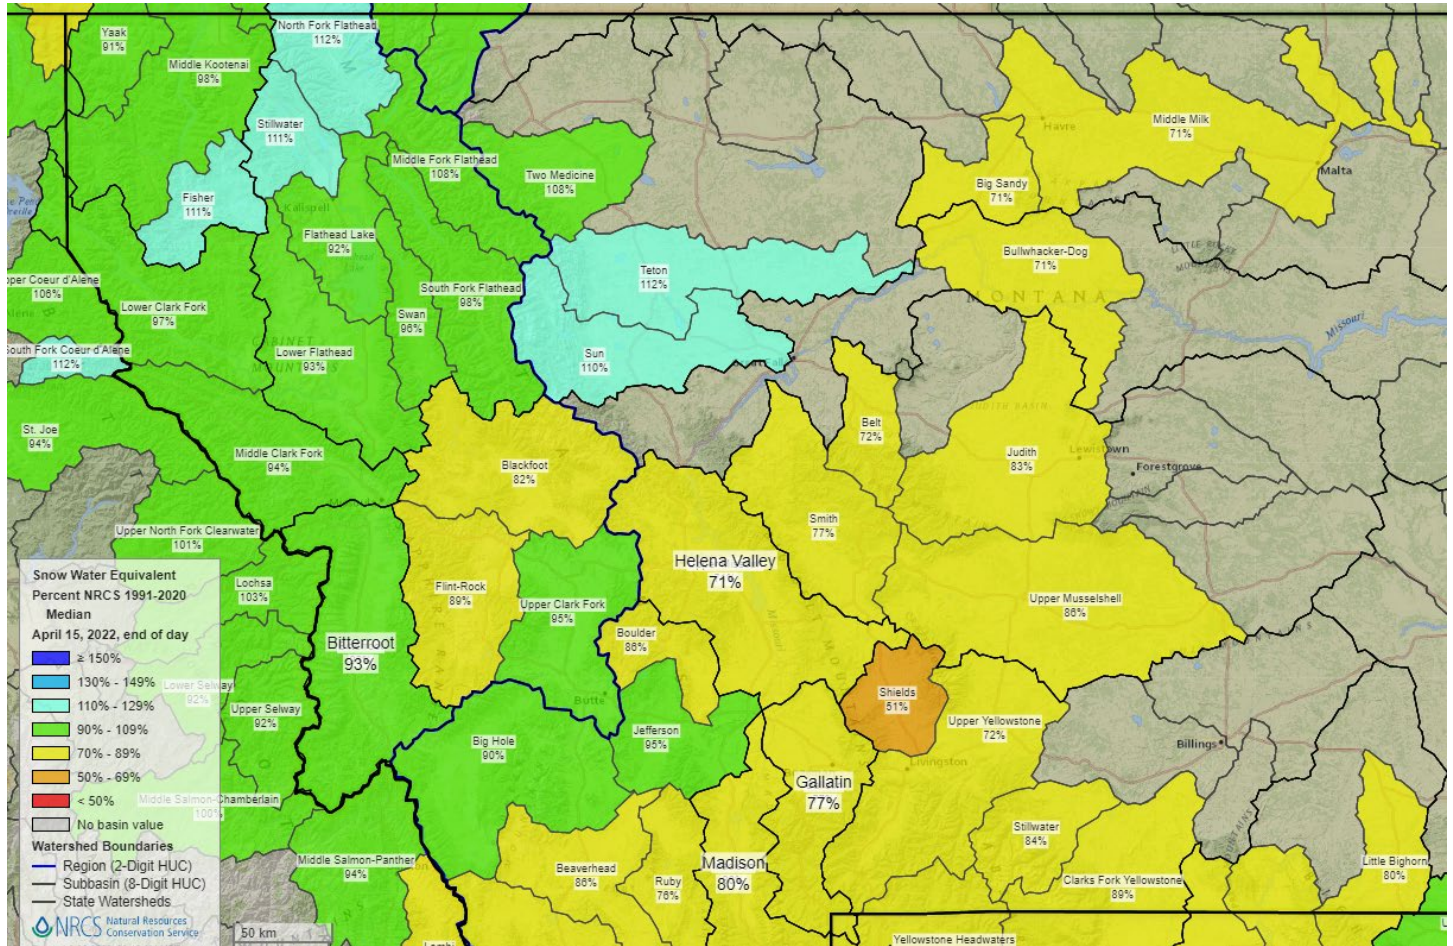 North Fork Flathead
112%
Yaak
91%
Middle Kootenai
98%
Stillwater
111%
Middle Fork Flathead
108%
Two Medicine
108%
Havre
Middle Milk
71%
Malta
Fisher
111%
Kalispell
Flathead Lake
92%
Big Sandy
71%
Bullwhacker-Dog
71%
MONTANA
Missouri
Teton
112%
South Fork Flathead
98%
pper Coeur d'Alene
106%
Lower Clark Fork
97%
Swan
96%
Lower Flathead
93%
Sun
110%
South Fork Coeur d'Alene
112%
St. Joe
94%
Middle Clark Fork
94%
Blackfoot
82%
Belt
72%
JUDITH BASIN
Judith
83%
Lewistown
Forestgrove
Smith
77%
Upper North Fork Clearwater
101%
Helena Valley
71%
Lochsa
103%
Flint-Rock
89%
Upper Clark Fork
95%
Upper Musselshell
86%
Bitterroot
93%
Boulder
86%
Missouri
Lower Selway
92%
Upper Selway
92%
Butte
Shields
51%
Upper Yellowstone
72%
Big Hole
90%
Jefferson
95%
Billings
Livingston
Gallatin
77%
Middle Salmon-Chamberlain
100%
Stillwater
84%
Middle Salmon-Panther
94%
Beaverhead
86%
Ruby
76%
Madison
80%
Clarks Fork Yellowstone
89%
Little Bighorn
80%
Yellowstone Headwaters
Snow Water Equivalent
Percent NRCS 1991-2020
Median
April 15, 2022, end of day
≥ 150%
130% - 149%
110% - 129%
90% - 109%
70% - 89%
50% - 69%
< 50%
No basin value
Watershed Boundaries
Region (2-Digit HUC)
Subbasin (8-Digit HUC)
State Watersheds
NRCS Natural Resources
Conservation Service
50 km